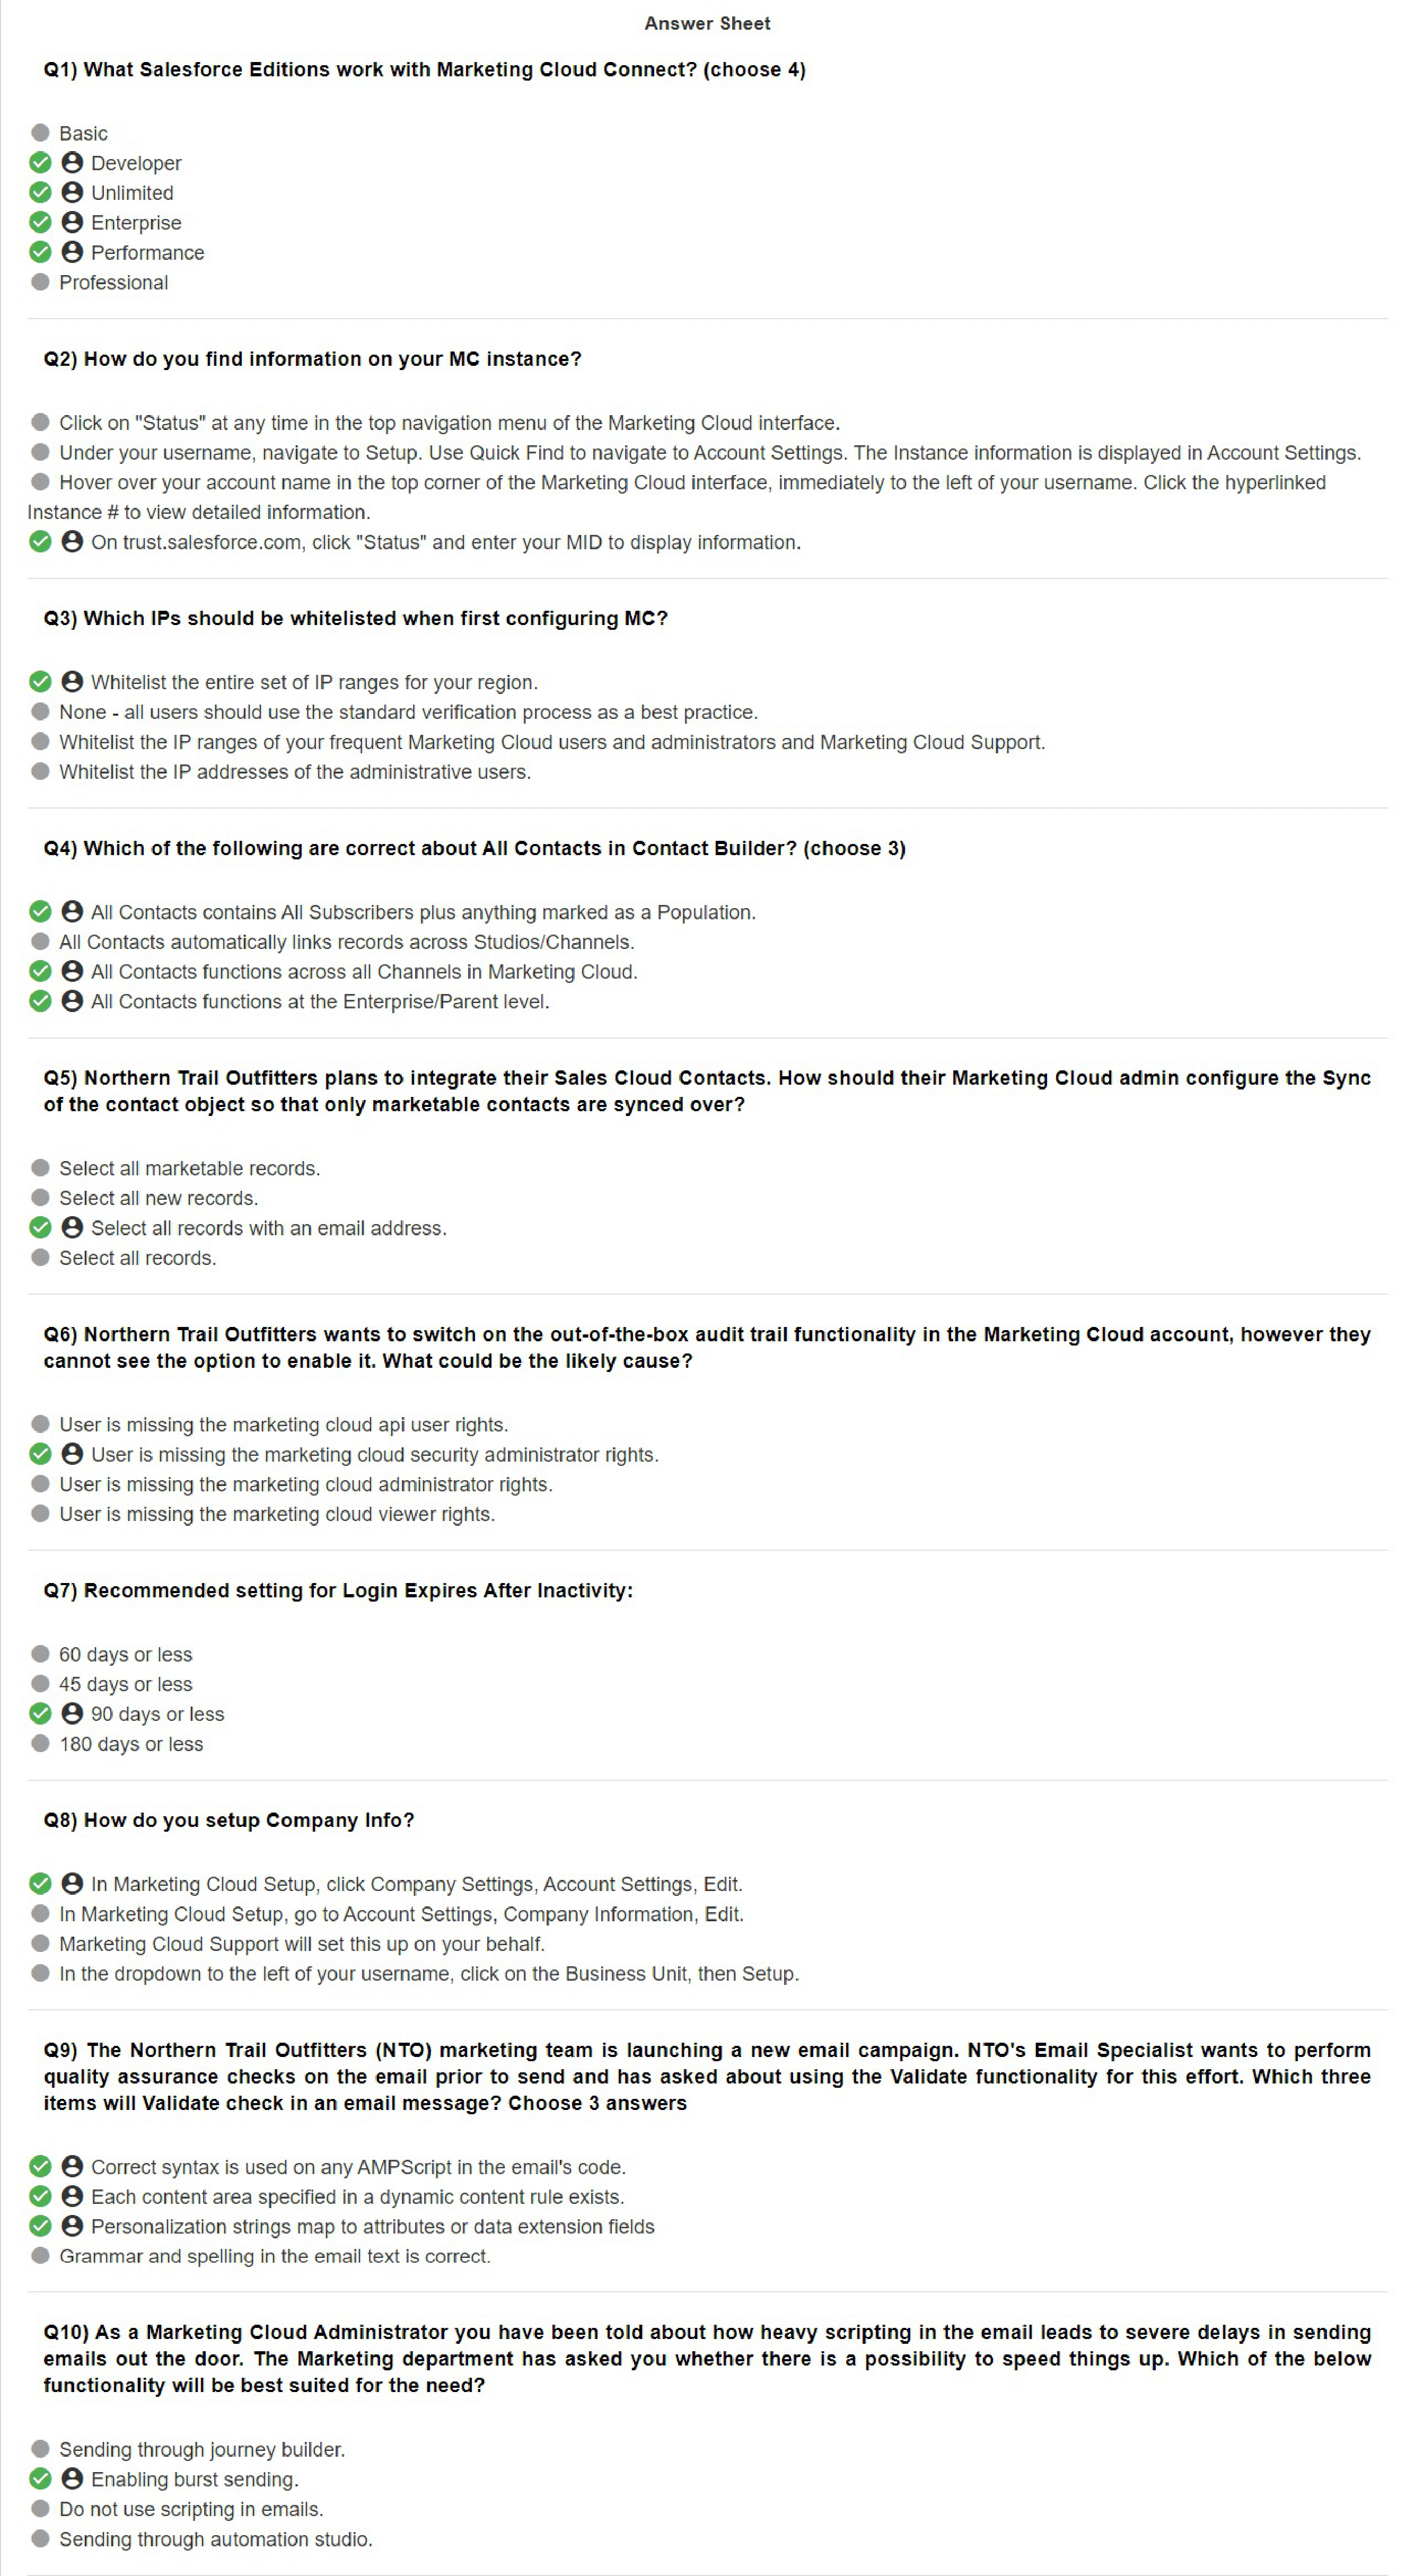 Answer Sheet
Q1) What Salesforce Editions work with Marketing Cloud Connect? (choose 4)
Basic
Developer
Unlimited
Enterprise
Performance
Professional
Q2) How do you find information on your MC instance?
Click on "Status" at any time in the top navigation menu of the Marketing Cloud interface.
Under your username, navigate to Setup. Use Quick Find to navigate to Account Settings. The Instance information is displayed in Account Settings.
Hover over your account name in the top corner of the Marketing Cloud interface, immediately to the left of your username. Click the hyperlinked
Instance # to view detailed information.
On trust.salesforce.com, click "Status" and enter your MID to display information.
Q3) Which IPs should be whitelisted when first configuring MC?
Whitelist the entire set of IP ranges for your region.
None - all users should use the standard verification process as a best practice.
Whitelist the IP ranges of your frequent Marketing Cloud users and administrators and Marketing Cloud Support.
Whitelist the IP addresses of the administrative users.
Q4) Which of the following are correct about All Contacts in Contact Builder? (choose 3)
All Contacts contains All Subscribers plus anything marked as a Population.
All Contacts automatically links records across Studios/Channels.
All Contacts functions across all Channels in Marketing Cloud.
All Contacts functions at the Enterprise/Parent level.
Q5) Northern Trail Outfitters plans to integrate their Sales Cloud Contacts. How should their Marketing Cloud admin configure the Sync
of the contact object so that only marketable contacts are synced over?
Select all marketable records.
Select all new records.
Select all records with an email address.
Select all records.
Q6) Northern Trail Outfitters wants to switch on the out-of-the-box audit trail functionality in the Marketing Cloud account, however they
cannot see the option to enable it. What could be the likely cause?
User is missing the marketing cloud api user rights.
User is missing the marketing cloud security administrator rights.
User is missing the marketing cloud administrator rights.
User is missing the marketing cloud viewer rights.
Q7) Recommended setting for Login Expires After Inactivity:
60 days or less
45 days or less
90 days or less
180 days or less
Q8) How do you setup Company Info?
In Marketing Cloud Setup, click Company Settings, Account Settings, Edit.
In Marketing Cloud Setup, go to Account Settings, Company Information, Edit.
Marketing Cloud Support will set this up on your behalf.
In the dropdown to the left of your username, click on the Business Unit, then Setup.
Q9) The Northern Trail Outfitters (NTO) marketing team is launching a new email campaign. NTO's Email Specialist wants to perform
quality assurance checks on the email prior to send and has asked about using the Validate functionality for this effort. Which three
items will Validate check in an email message? Choose 3 answers
Correct syntax is used on any AMPScript in the email's code.
Each content area specified in a dynamic content rule exists.
Personalization strings map to attributes or data extension fields
Grammar and spelling in the email text is correct.
Q10) As a Marketing Cloud Administrator you have been told about how heavy scripting in the email leads to severe delays in sending
emails out the door. The Marketing department has asked you whether there is a possibility to speed things up. Which of the below
functionality will be best suited for the need?
Sending through journey builder.
Enabling burst sending.
Do not use scripting in emails.
Sending through automation studio.